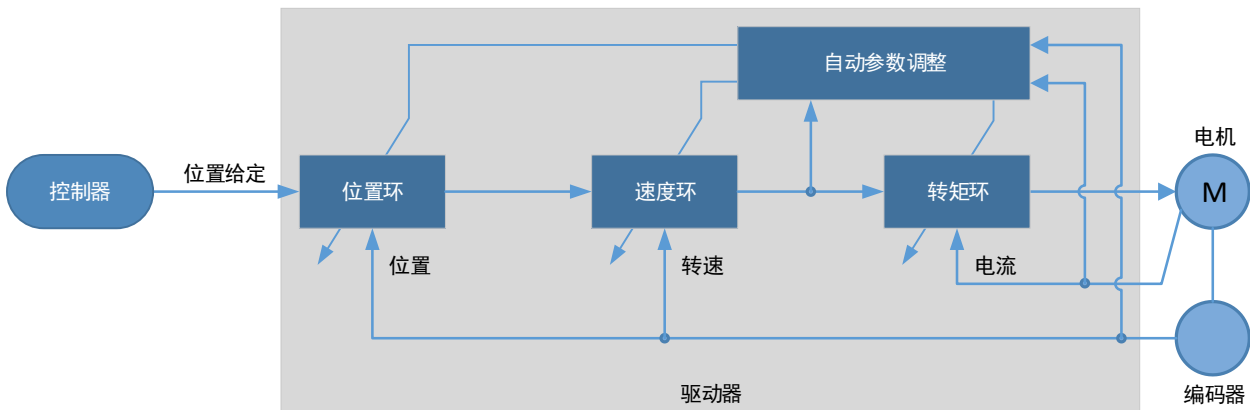 自动参数调整
电机
位置给定
控制器
位置环
速度环
转矩环
M
位置
转速
电流
驱动器
编码器